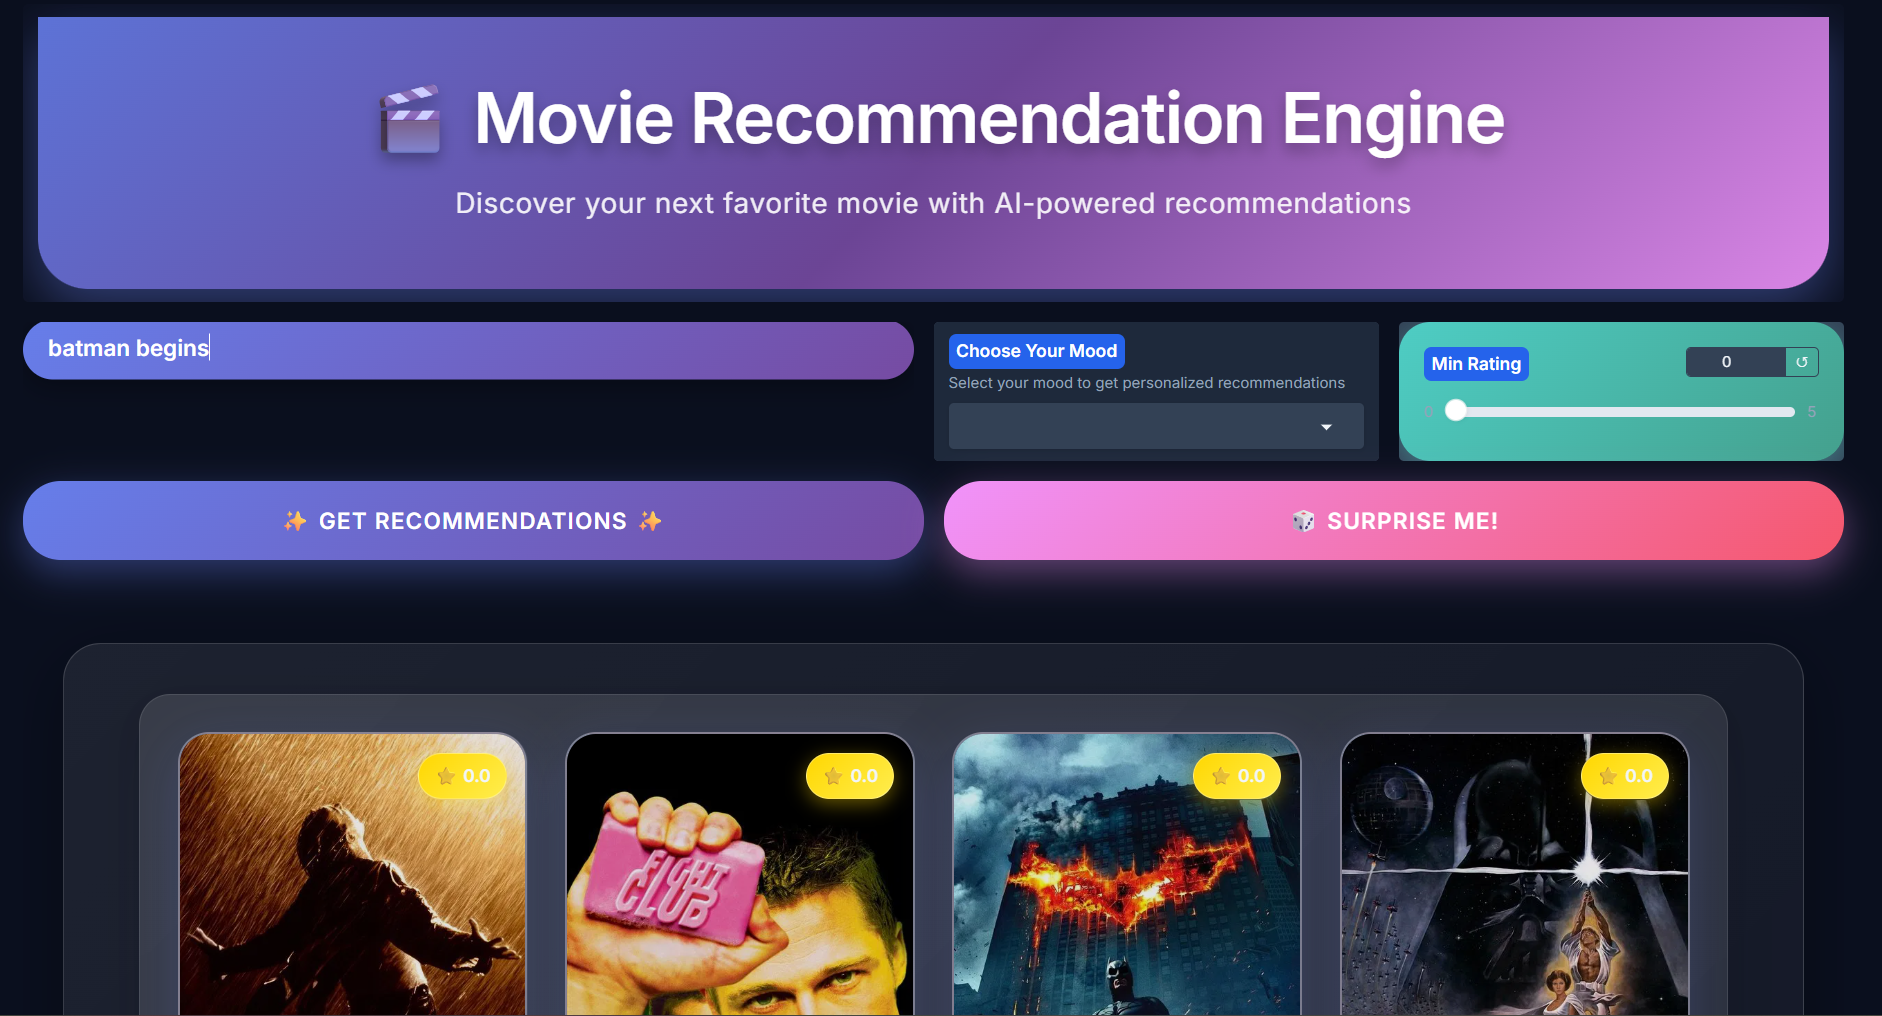 Movie Recommendation Engine
Discover your next favorite movie with AI-powered recommendations
batman begins
Choose Your Mood
Select your mood to get personalized recommendations
Min Rating
0
0
5
✨ GET RECOMMENDATIONS ✨
🎲 SURPRISE ME!
0.0
0.0
0.0
0.0
FIGHT
CLUB